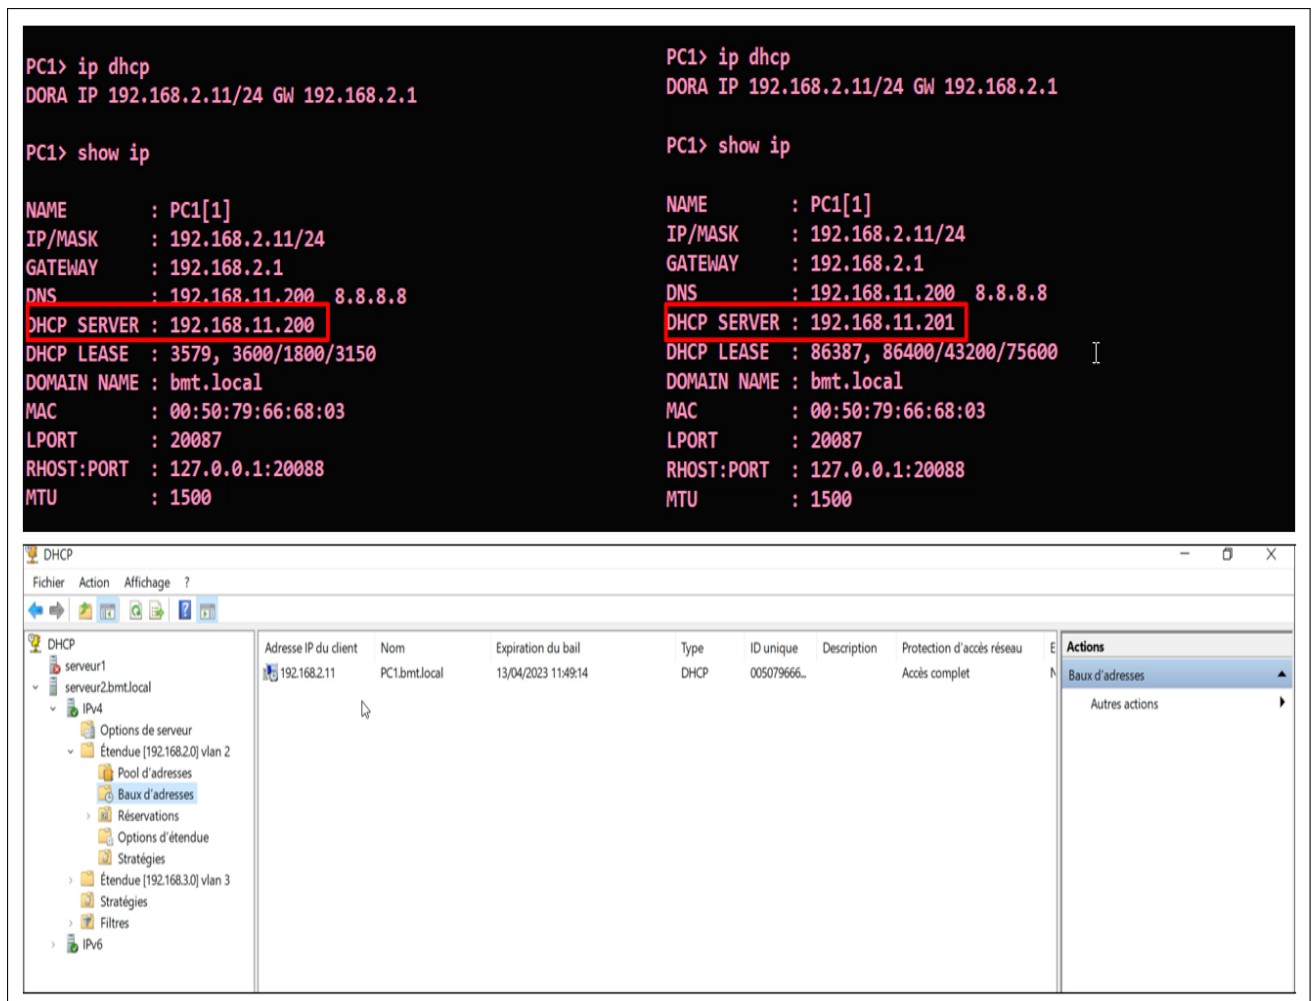 PC1> ip dhcp
DORA IP 192.168.2.11/24 GW 192.168.2.1
PC1> show ip
NAME : PC1[1]
IP/MASK : 192.168.2.11/24
GATEWAY : 192.168.2.1
DNS : 192.168.11.200 8.8.8.8
DHCP SERVER : 192.168.11.200
DHCP LEASE : 3579, 3600/1800/3150
DOMAIN NAME : bmt.local
MAC : 00:50:79:66:68:03
LPORT : 20087
RHOST:PORT : 127.0.0.1:20088
MTU : 1500
PC1> ip dhcp
DORA IP 192.168.2.11/24 GW 192.168.2.1
PC1> show ip
NAME : PC1[1]
IP/MASK : 192.168.2.11/24
GATEWAY : 192.168.2.1
DNS : 192.168.11.200 8.8.8.8
DHCP SERVER : 192.168.11.201
DHCP LEASE : 86387, 86400/43200/75600
DOMAIN NAME : bmt.local
MAC : 00:50:79:66:68:03
LPORT : 20087
RHOST:PORT : 127.0.0.1:20088
MTU : 1500
DHCP
Fichier Action Affichage ?
DHCP
serveur1
serveur2.bmt.local
IPv4
Options de serveur
Étendue [192.168.2.0] vlan 2
Pool d'adresses
Baux d'adresses
Réservations
Options d'étendue
Stratégies
Étendue [192.168.3.0] vlan 3
Stratégies
Filtres
IPv6
Adresse IP du client Nom Expiration du bail Type ID unique Description Protection d'accès réseau E
192.168.2.11 PC1.bmt.local 13/04/2023 11:49:14 DHCP 005079666... Accès complet N
Actions
Baux d'adresses
Autres actions